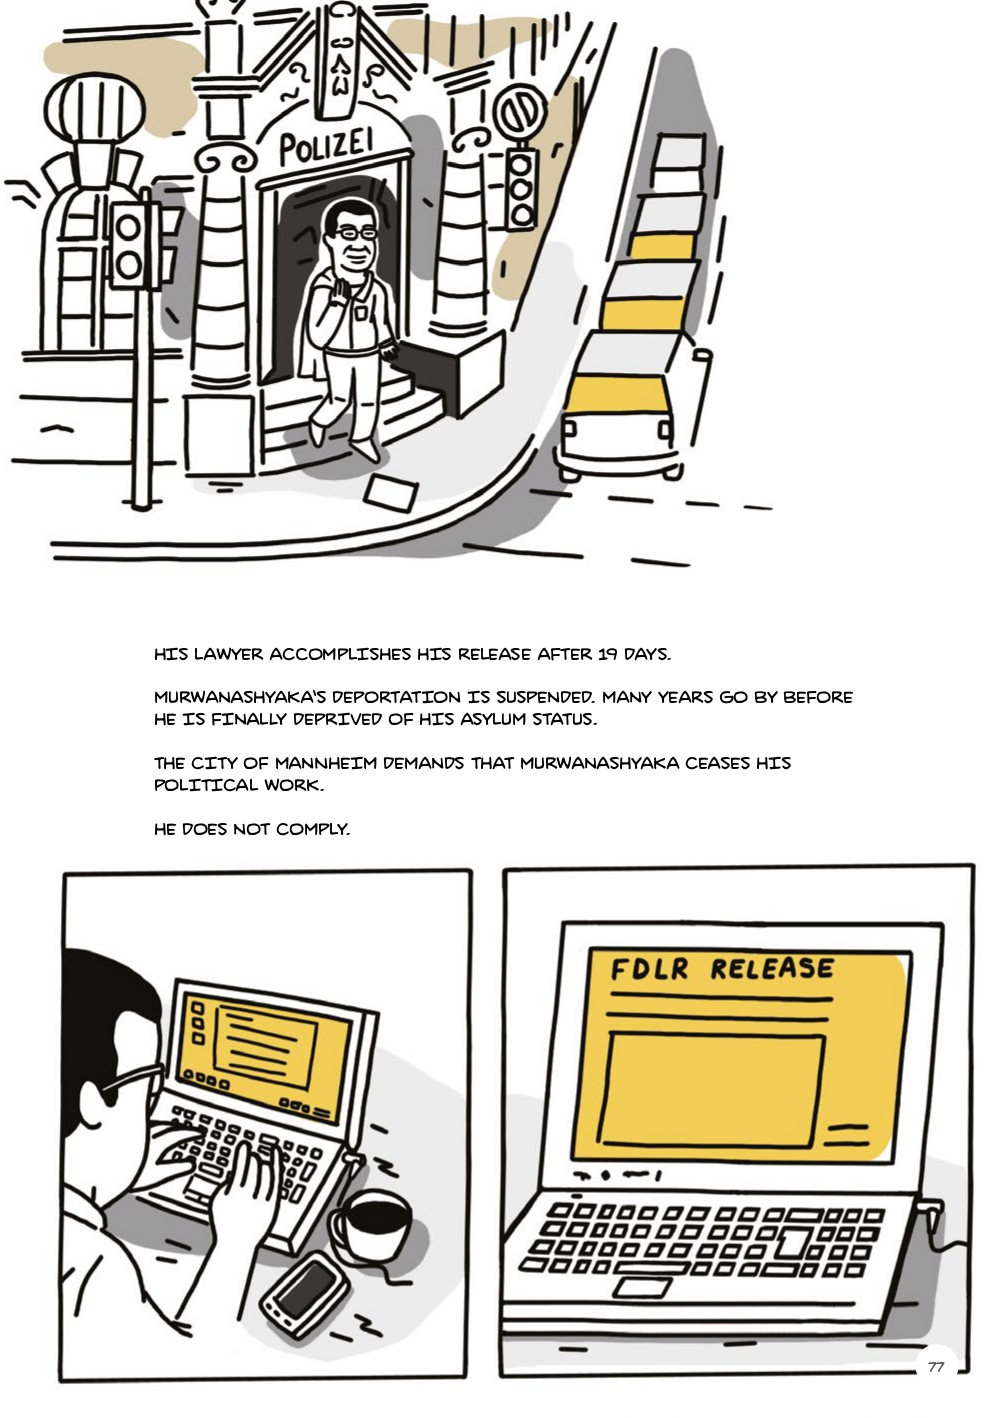 POLIZEI
HIS LAWYER ACCOMPLISHES HIS RELEASE AFTER 19 DAYS.
MURWANASHYAKA'S DEPORTATION IS SUSPENDED. MANY YEARS GO BY BEFORE
HE IS FINALLY DEPRIVED OF HIS ASYLUM STATUS.
THE CITY OF MANNHEIM DEMANDS THAT MURWANASHYAKA CEASES HIS
POLITICAL WORK.
HE DOES NOT COMPLY.
FDLR RELEASE
77